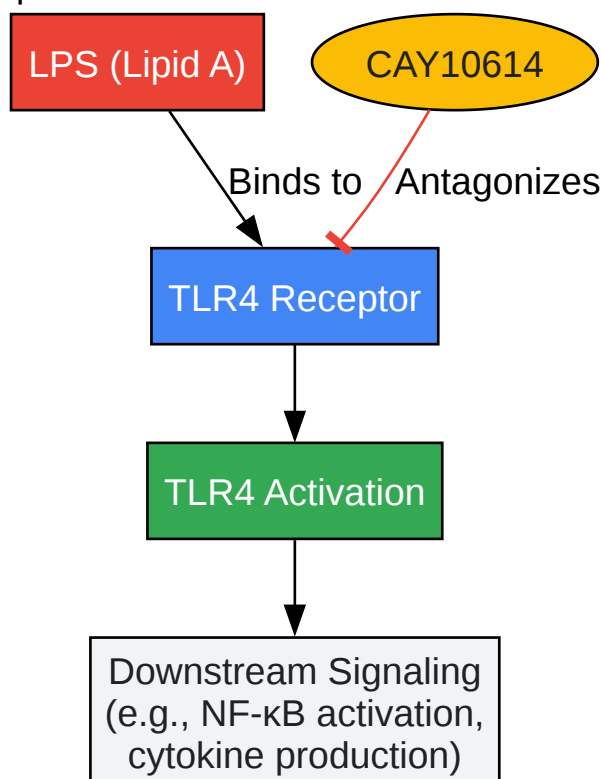 LPS (Lipid A)
CAY10614
Binds to
Antagonizes
TLR4 Receptor
TLR4 Activation
Downstream Signaling
(e.g., NF-κB activation,
cytokine production)